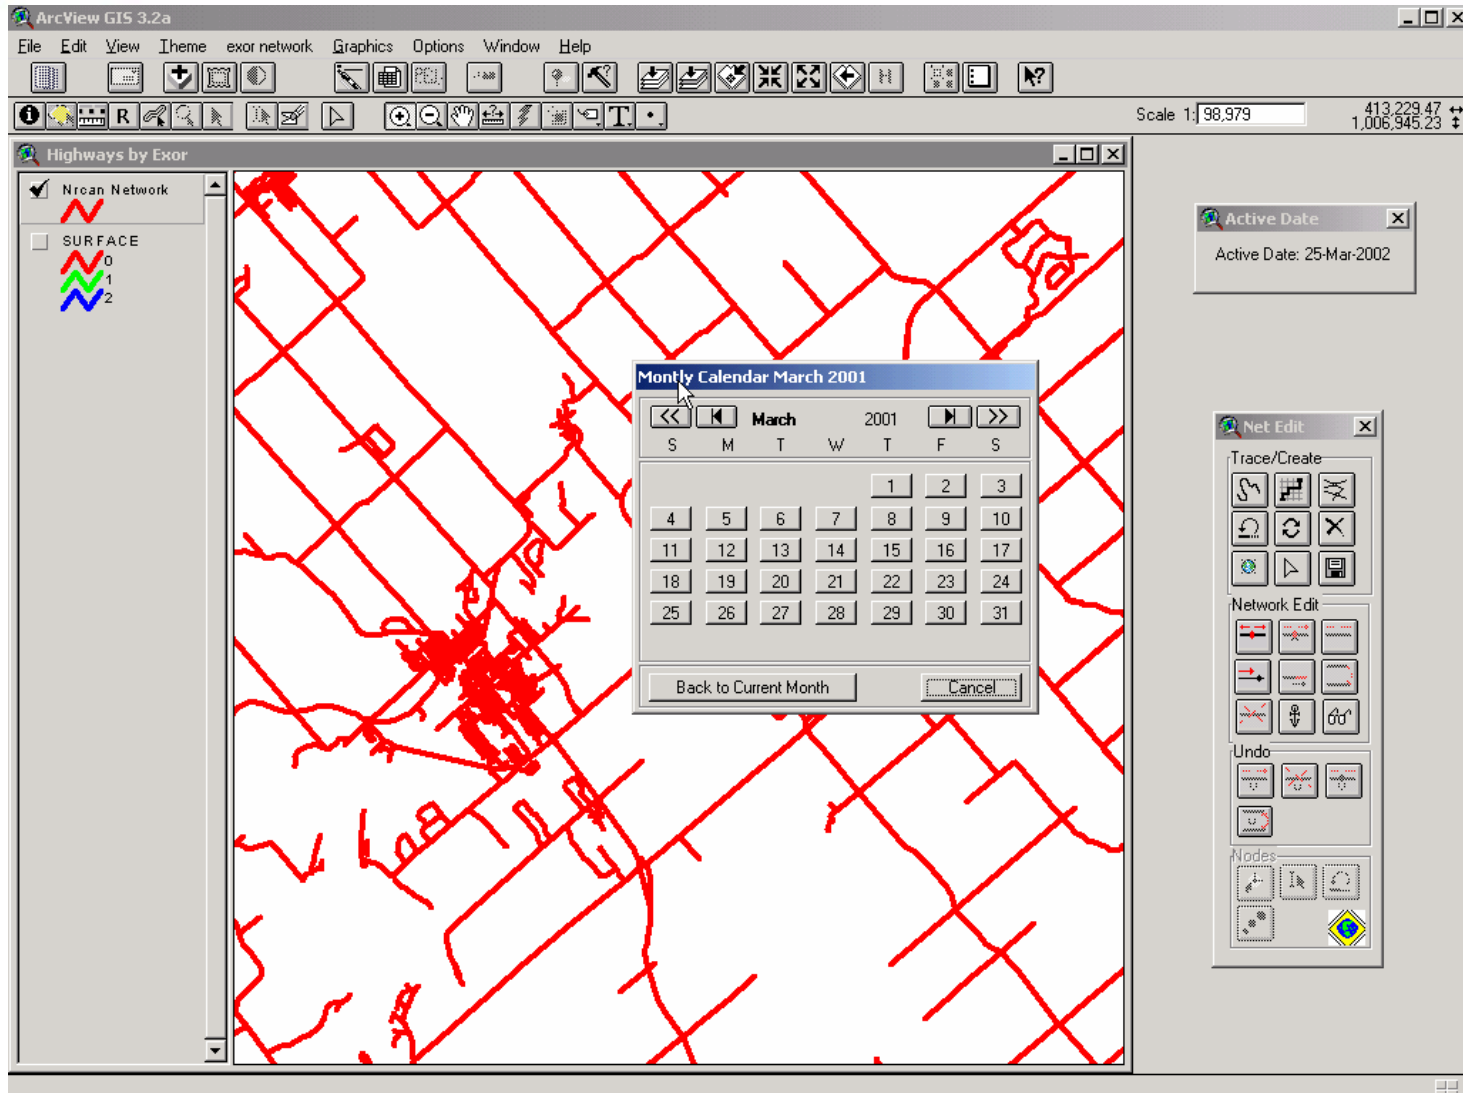 ArcView GIS 3.2a
File Edit View Theme exor network Graphics Options Window Help
R T
Scale 1: 98,979
413,229.47
1,006,945.23
Highways by Exor
Nrcan Network
SURFACE
0
1
2
Active Date
Active Date: 25-Mar-2002
Montly Calendar March 2001
<< March 2001 >>
S M T W T F S
1 2 3
4 5 6 7 8 9 10
11 12 13 14 15 16 17
18 19 20 21 22 23 24
25 26 27 28 29 30 31
Back to Current Month Cancel
Net Edit
Trace/Create
Network Edit
Undo
Nodes